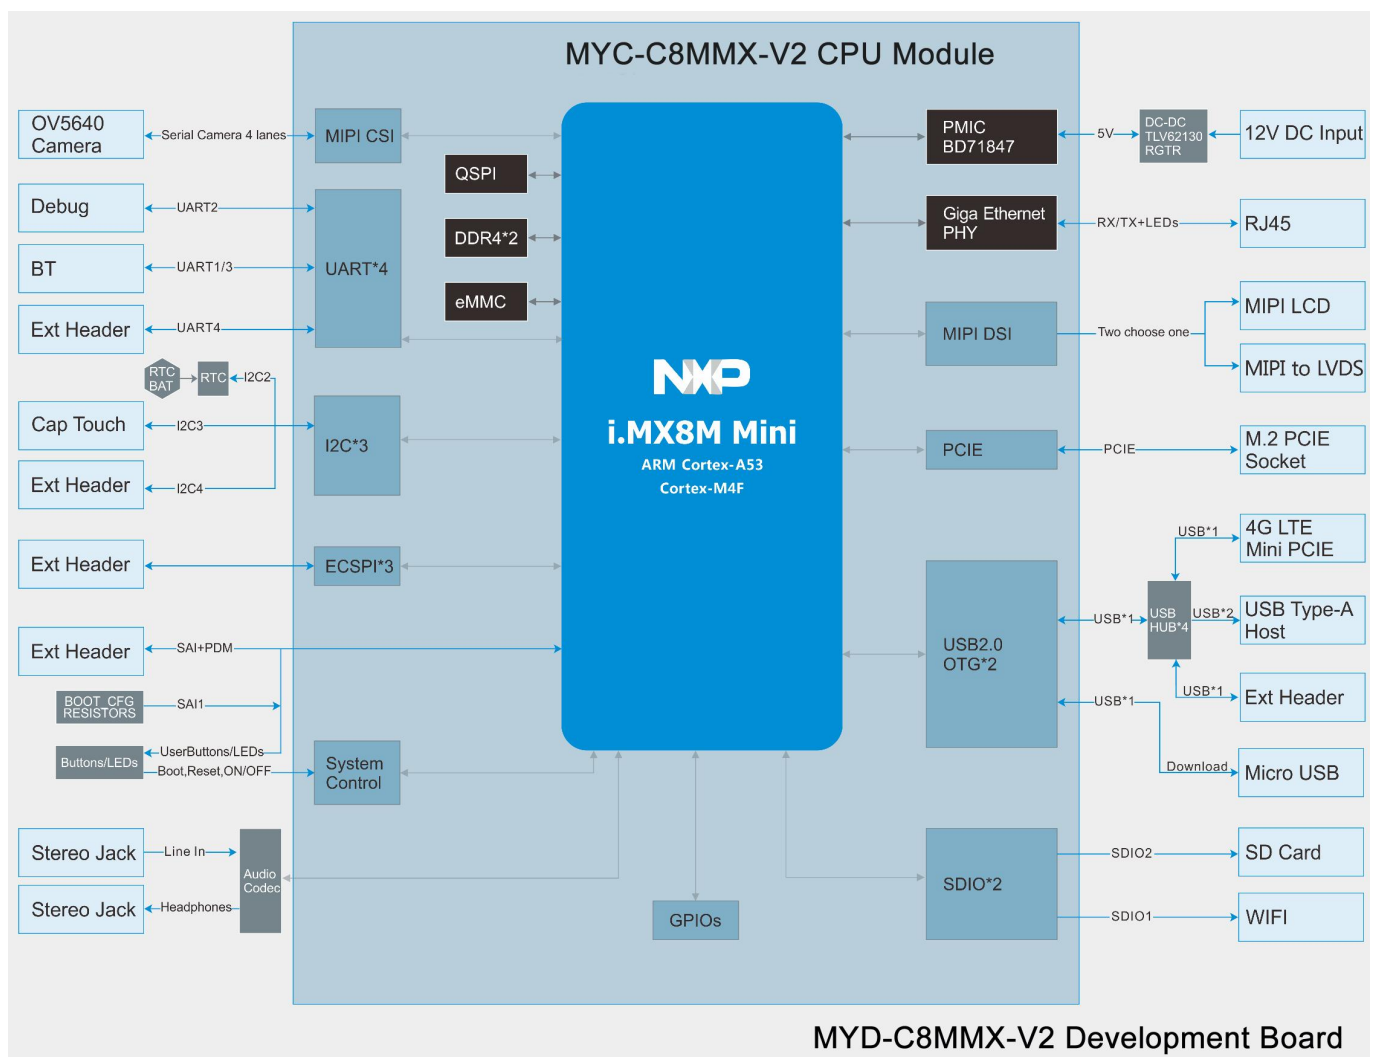 MYC-C8MMX-V2 CPU Module
OV5640
Camera
Serial Camera 4 lanes
MIPI CSI
Debug
UART2
BT
UART1/3
UART*4
Ext Header
UART4
RTC
BAT
RTC
I2C2
Cap Touch
I2C3
I2C*3
Ext Header
I2C4
Ext Header
ECSPI*3
Ext Header
SAI+PDM
BOOT CFG
RESISTORS
SAI1
Buttons/LEDs
UserButtons/LEDs
Boot,Reset,ON/OFF
System
Control
Stereo Jack
Line In
Audio
Codec
Stereo Jack
Headphones
QSPI
DDR4*2
eMMC
NXP
i.MX8M Mini
ARM Cortex-A53
Cortex-M4F
GPIOs
PMIC
BD71847
5V
DC-DC
TLV62130
RGTR
12V DC Input
Giga Ethernet
PHY
RX/TX+LEDs
RJ45
MIPI DSI
Two choose one
MIPI LCD
MIPI to LVDS
PCIE
PCIE
M.2 PCIE
Socket
USB2.0
OTG*2
USB*1
USB
HUB*4
USB*1
4G LTE
Mini PCIE
USB*2
USB Type-A
Host
USB*1
Ext Header
USB*1
Download
Micro USB
SDIO*2
SDIO2
SD Card
SDIO1
WIFI
MYD-C8MMX-V2 Development Board